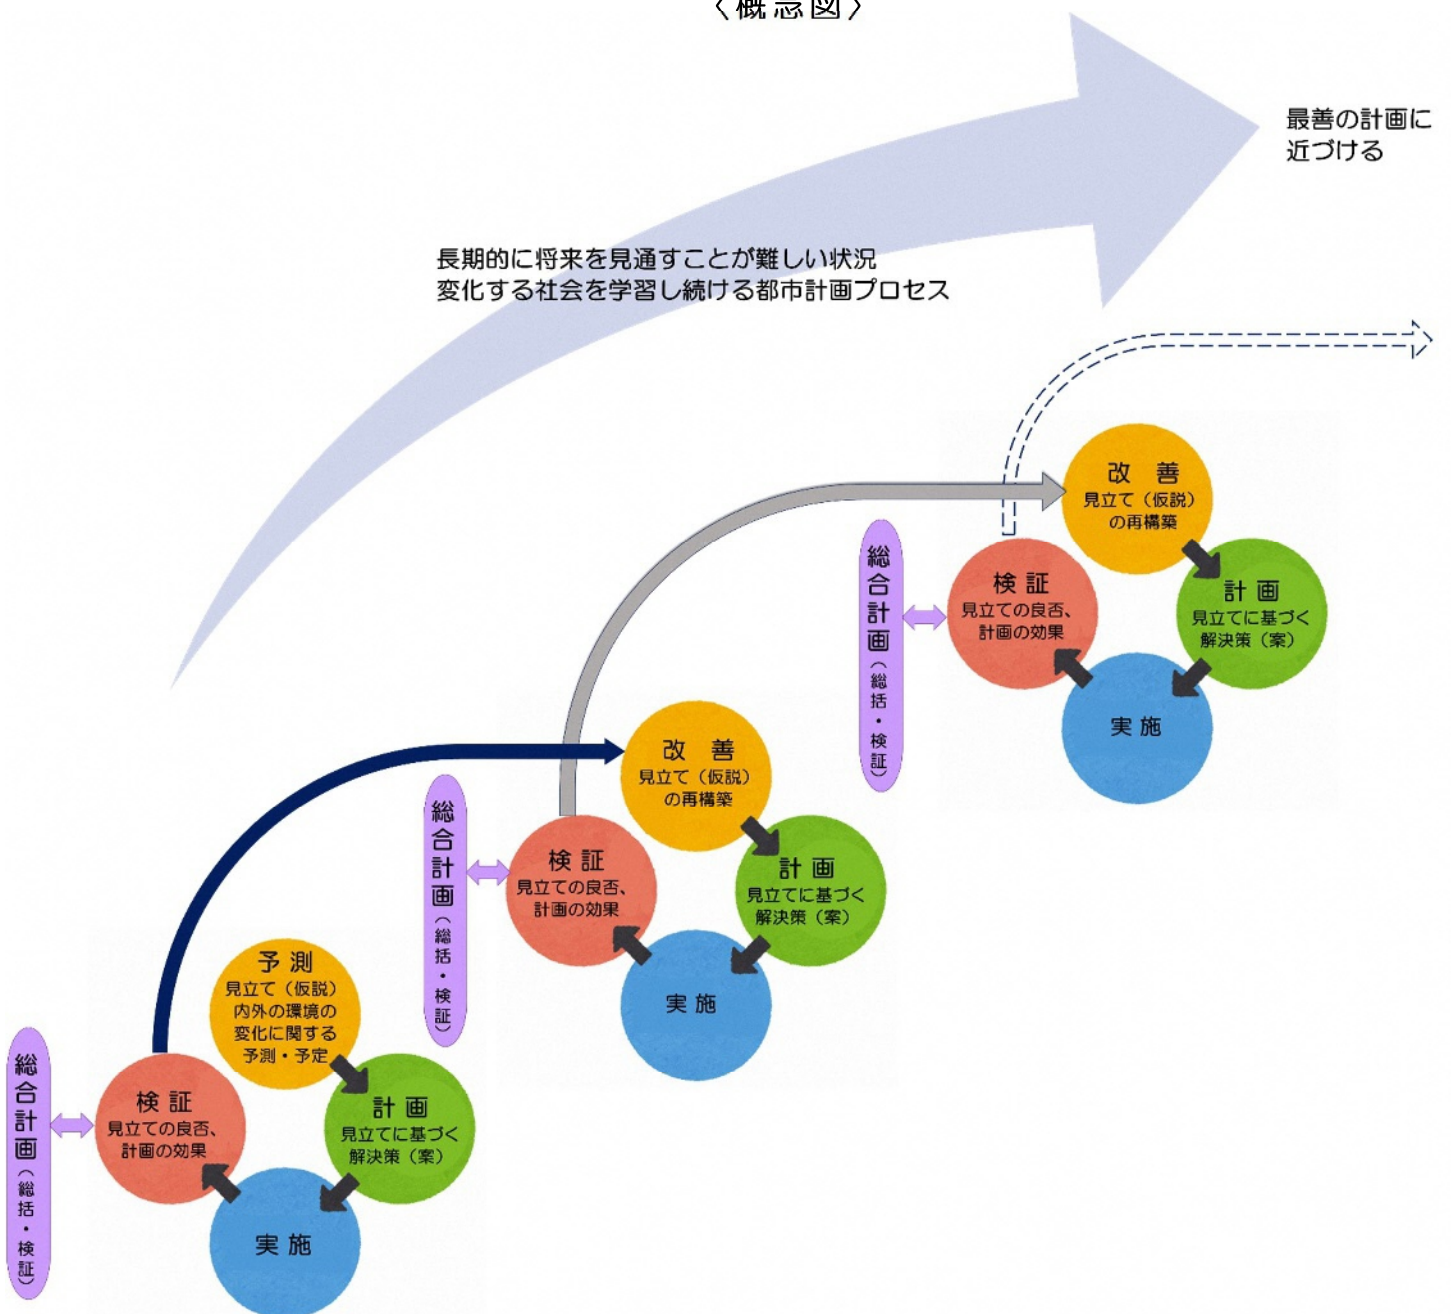 〈概念図〉
最善の計画に
近づける
長期的に将来を見通すことが難しい状況
変化する社会を学習し続ける都市計画プロセス
改 善
見立て（仮説）
の再構築
総合計画（総括・検証）
検 証
見立ての良否、
計画の効果
計 画
見立てに基づく
解決策（案）
実 施
改 善
見立て（仮説）
の再構築
総合計画（総括・検証）
検 証
見立ての良否、
計画の効果
計 画
見立てに基づく
解決策（案）
実 施
予 測
見立て（仮説）
内外の環境の
変化に関する
予測・予定
総合計画（総括・検証）
検 証
見立ての良否、
計画の効果
計 画
見立てに基づく
解決策（案）
実 施